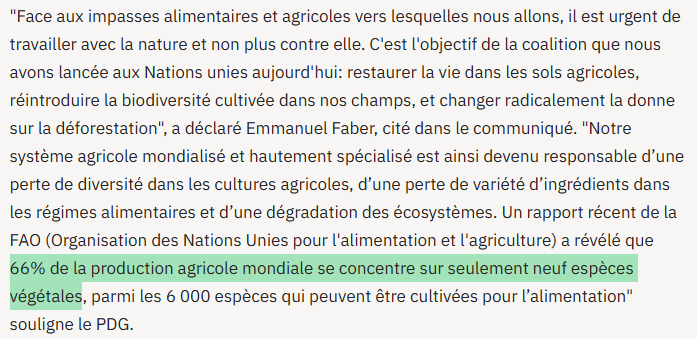 "Face aux impasses alimentaires et agricoles vers lesquelles nous allons, il est urgent de
travailler avec la nature et non plus contre elle. C'est l'objectif de la coalition que nous
avons lancée aux Nations unies aujourd'hui: restaurer la vie dans les sols agricoles,
réintroduire la biodiversité cultivée dans nos champs, et changer radicalement la donne
sur la déforestation", a déclaré Emmanuel Faber, cité dans le communiqué. "Notre
système agricole mondialisé et hautement spécialisé est ainsi devenu responsable d’une
perte de diversité dans les cultures agricoles, d’une perte de variété d’ingrédients dans
les régimes alimentaires et d’une dégradation des écosystèmes. Un rapport récent de la
FAO (Organisation des Nations Unies pour l'alimentation et l'agriculture) a révélé que
66% de la production agricole mondiale se concentre sur seulement neuf espèces
végétales, parmi les 6 000 espèces qui peuvent être cultivées pour l’alimentation"
souligne le PDG.